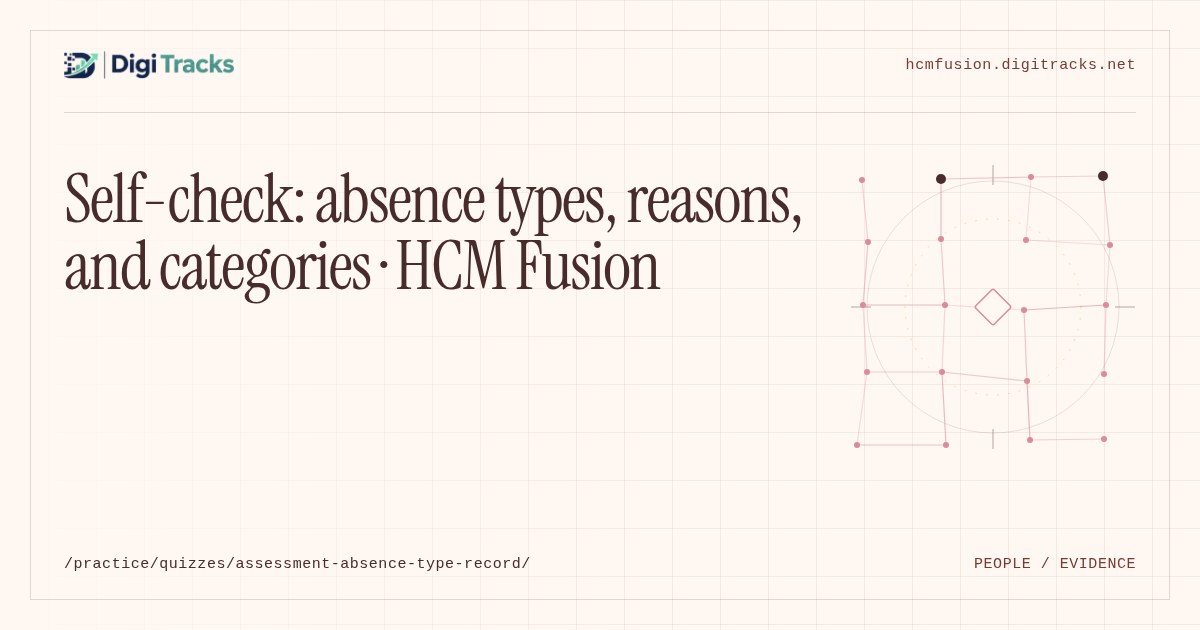 Digi Tracks
hcmfusion.digitracks.net
Self-check: absence types, reasons,
and categories · HCM Fusion
/practice/quizzes/assessment-absence-type-record/
PEOPLE / EVIDENCE